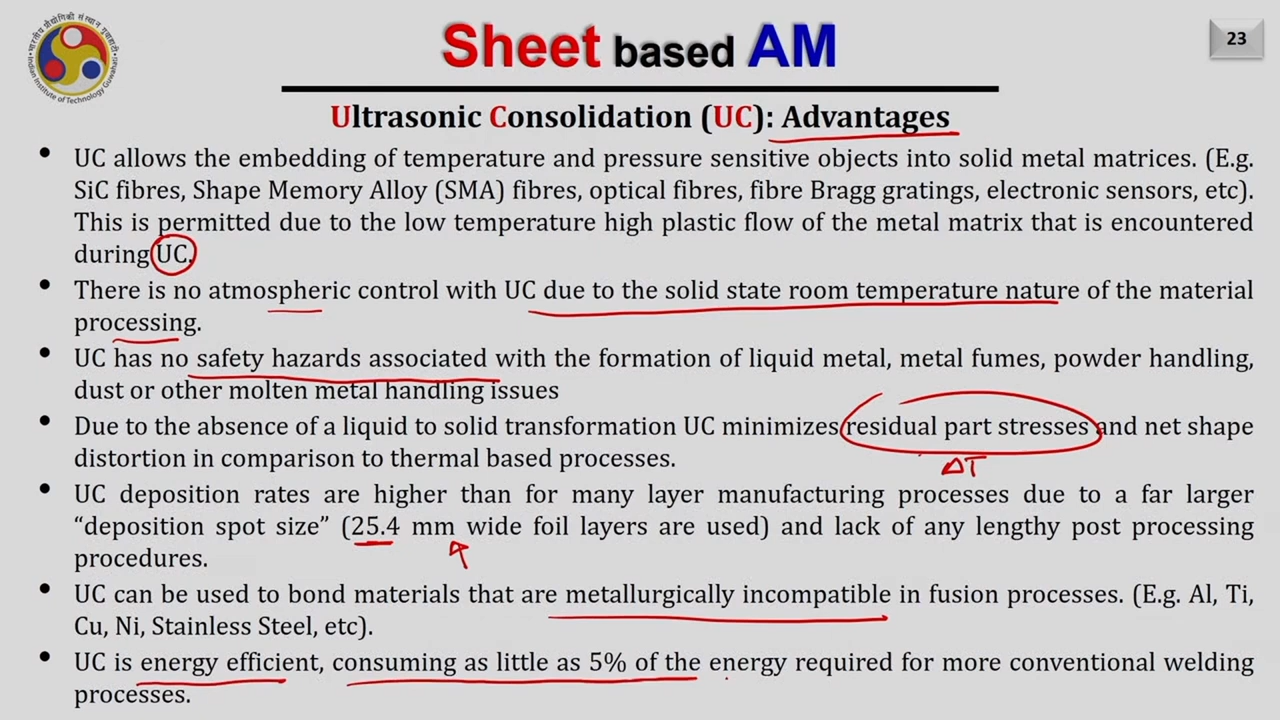 23
Sheet based AM
Ultrasonic Consolidation (UC): Advantages
• UC allows the embedding of temperature and pressure sensitive objects into solid metal matrices. (E.g.
SiC fibres, Shape Memory Alloy (SMA) fibres, optical fibres, fibre Bragg gratings, electronic sensors, etc).
This is permitted due to the low temperature high plastic flow of the metal matrix that is encountered
during UC.
• There is no atmospheric control with UC due to the solid state room temperature nature of the material
processing.
• UC has no safety hazards associated with the formation of liquid metal, metal fumes, powder handling,
dust or other molten metal handling issues
• Due to the absence of a liquid to solid transformation UC minimizes residual part stresses and net shape
distortion in comparison to thermal based processes.
ΔT
• UC deposition rates are higher than for many layer manufacturing processes due to a far larger
“deposition spot size” (25.4 mm wide foil layers are used) and lack of any lengthy post processing
procedures.
• UC can be used to bond materials that are metallurgically incompatible in fusion processes. (E.g. Al, Ti,
Cu, Ni, Stainless Steel, etc).
• UC is energy efficient, consuming as little as 5% of the energy required for more conventional welding
processes.
भारतीय प्रौद्योगिकी संस्थान गुवाहाटी
Indian Institute of Technology Guwahati